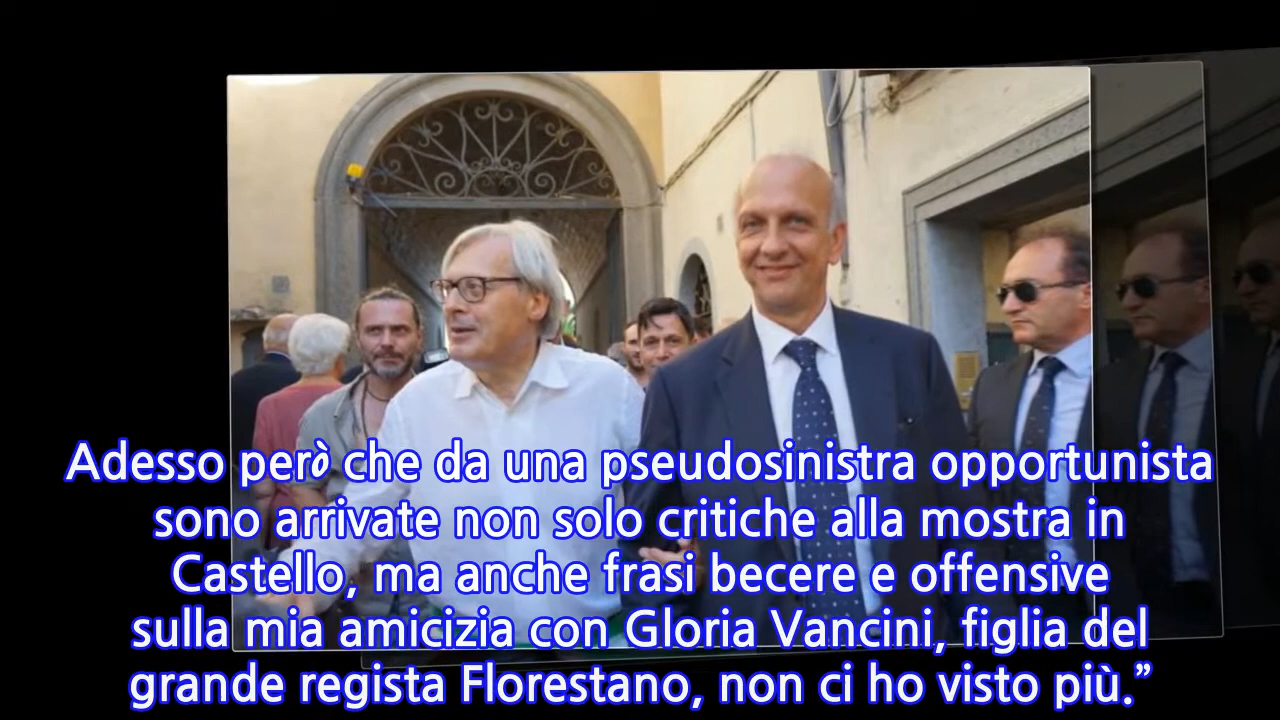 Adesso però che da una pseudosinistra opportunista
sono arrivate non solo critiche alla mostra in
Castello, ma anche frasi becere e offensive
sulla mia amicizia con Gloria Vancini, figlia del
grande regista Florestano, non ci ho visto più.”